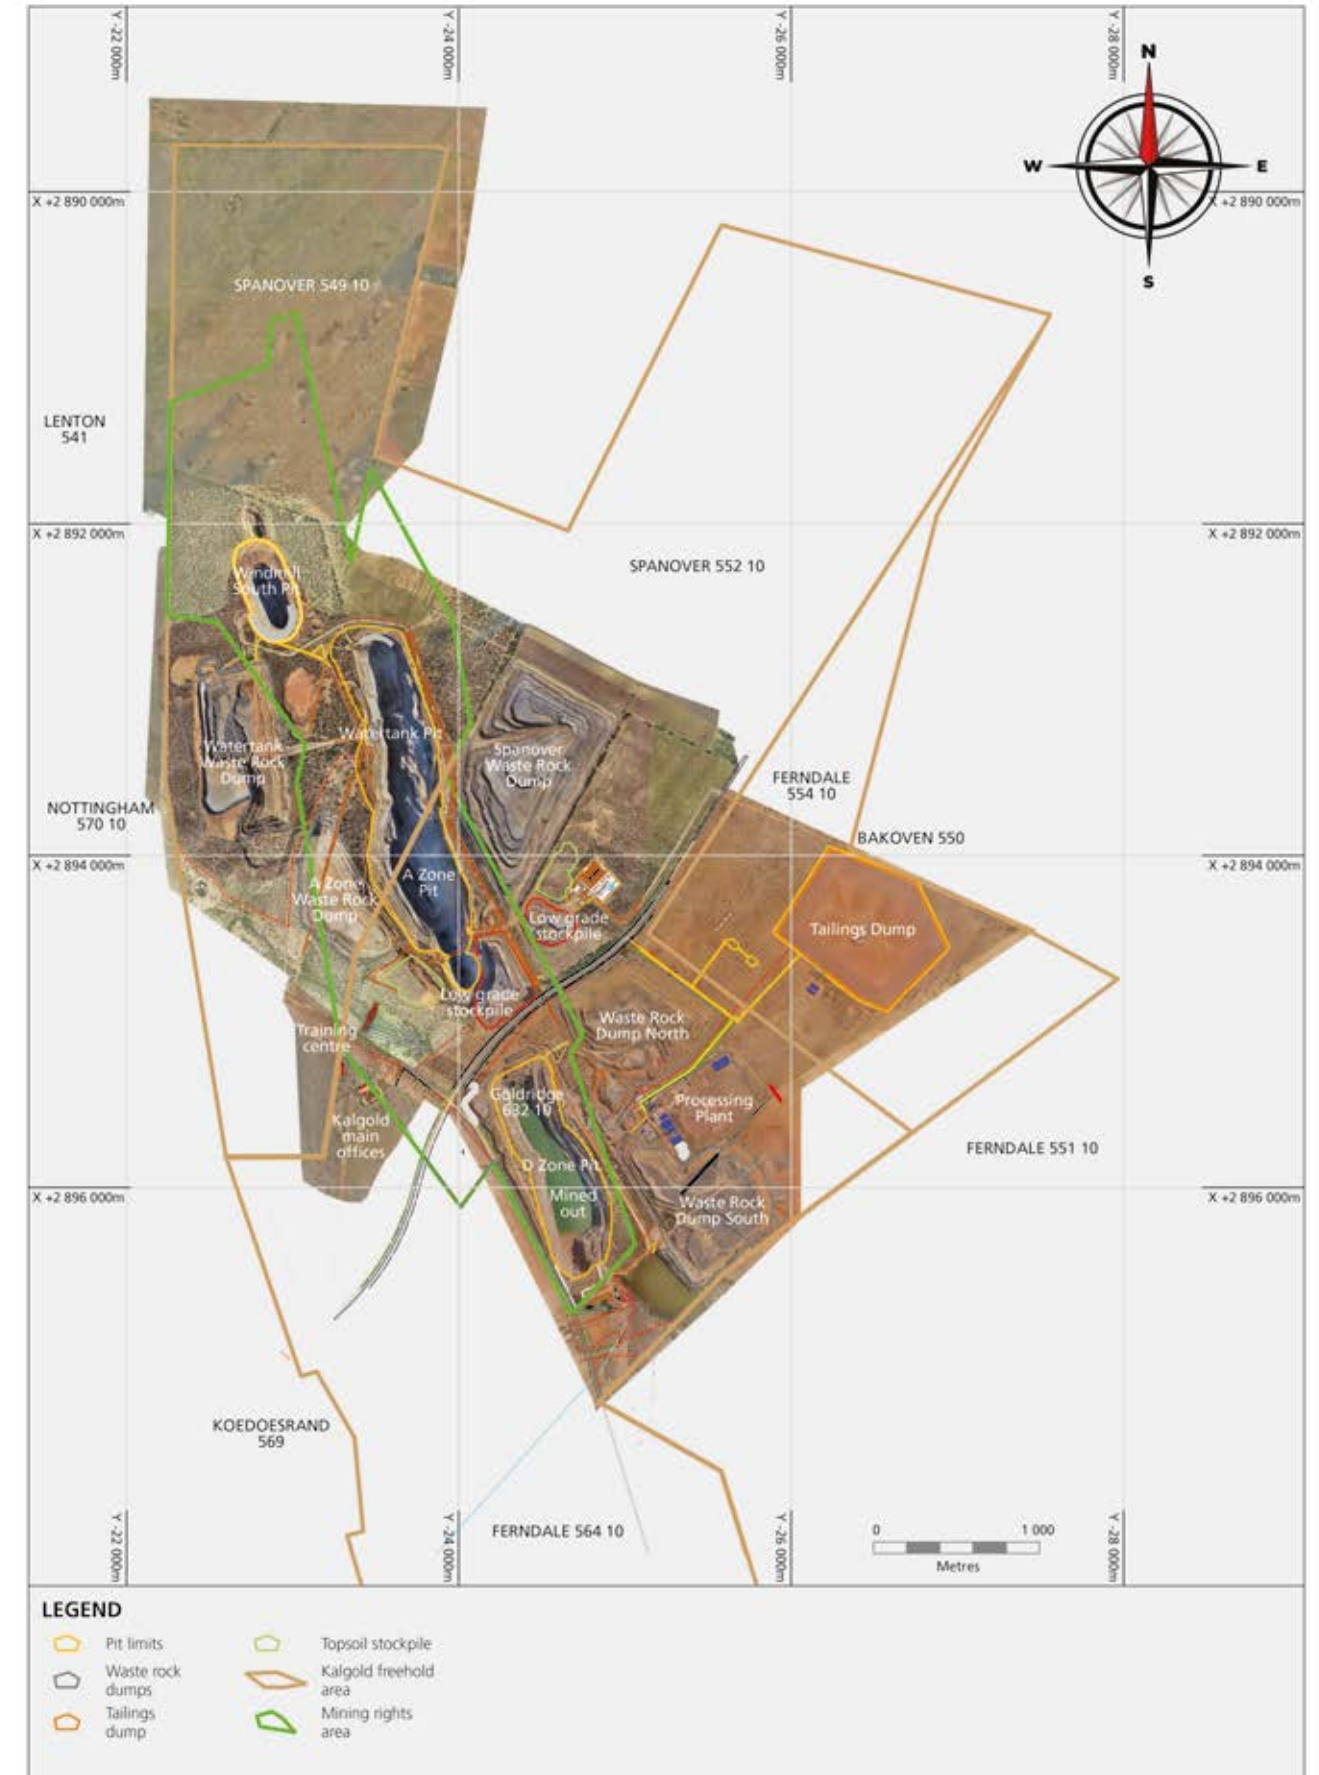 Y -22 000m
Y -24 000m
Y -26 000m
Y -28 000m
N
W
E
S
X +2 890 000m
X +2 890 000m
SPANOVER 549 10
LENTON
541
X +2 892 000m
X +2 892 000m
SPANOVER 552 10
Windmill
South Pit
Watertank Pit
Watertank
Waste Rock
Dump
Spanover
Waste Rock
Dump
FERNDALE
554 10
NOTTINGHAM
570 10
BAKOVEN 550
X +2 894 000m
X +2 894 000m
A Zone
Pit
A Zone
Waste Rock
Dump
Low grade
stockpile
Tailings Dump
Low grade
stockpile
Waste Rock
Dump North
Training
centre
Goldridge
632 10
Processing
Plant
Kalgold
main
offices
FERNDALE 551 10
D Zone Pit
Mined
out
X +2 896 000m
X +2 896 000m
Waste Rock
Dump South
KOEDOESRAND
569
FERNDALE 564 10
0
1 000
Metres
Y -22 000m
Y -24 000m
Y -26 000m
Y -28 000m
LEGEND
Pit limits
Waste rock
dumps
Tailings
dump
Topsoil stockpile
Kalgold freehold
area
Mining rights
area